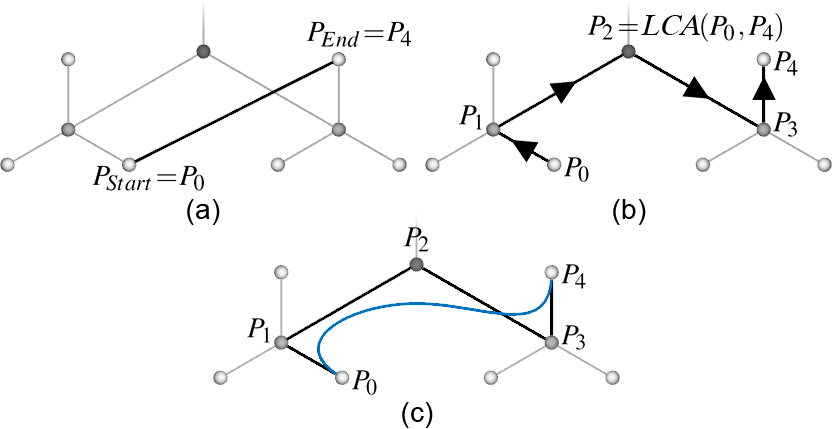 P_End=P_4
P_Start=P_0
(a)
P_2=LCA(P_0,P_4)
P_4
P_1
P_3
P_0
(b)
P_2
P_4
P_1
P_3
P_0
(c)